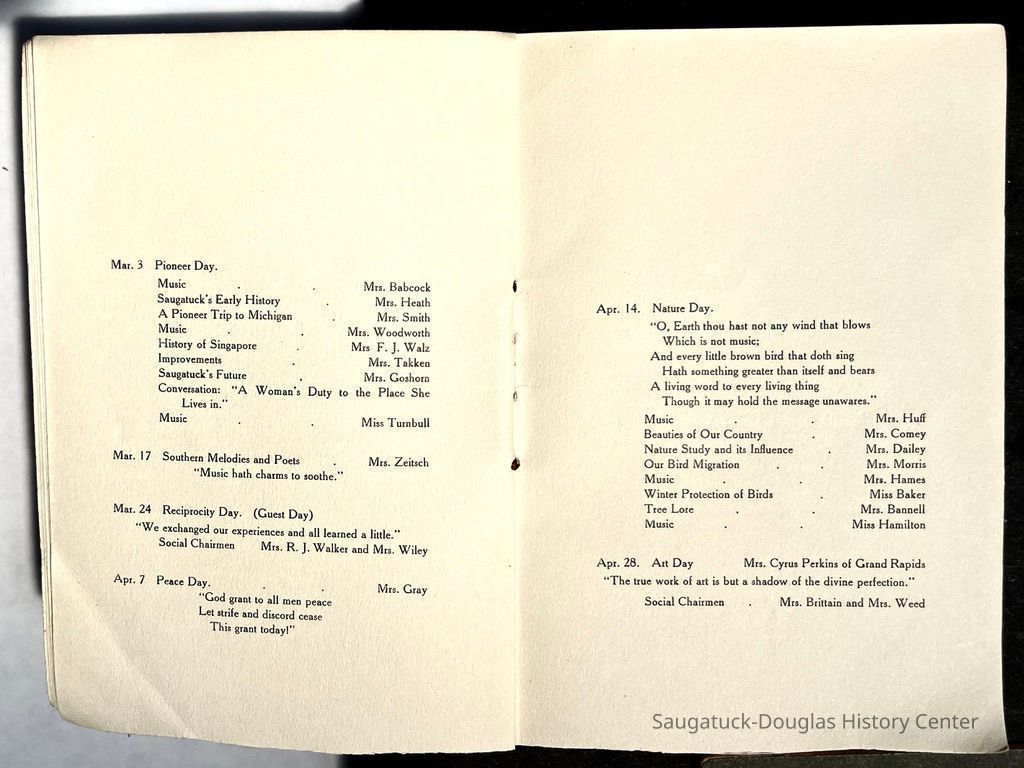 Mar. 3 Pioneer Day.
Music . . Mrs. Babcock
Saugatuck's Early History . Mrs. Heath
A Pioneer Trip to Michigan . Mrs. Smith
Music . . Mrs. Woodworth
History of Singapore . Mrs F. J. Walz
Improvements . Mrs. Takken
Saugatuck's Future . Mrs. Goshorn
Conversation: "A Woman's Duty to the Place She
Lives in."
Music . . Miss Turnbull
Mar. 17 Southern Melodies and Poets . Mrs. Zeitsch
"Music hath charms to soothe."
Mar. 24 Reciprocity Day. (Guest Day)
"We exchanged our experiences and all learned a little."
Social Chairmen Mrs. R. J. Walker and Mrs. Wiley
Apr. 7 Peace Day. . . Mrs. Gray
"God grant to all men peace
Let strife and discord cease
This grant today!"
Apr. 14. Nature Day.
"O, Earth thou hast not any wind that blows
Which is not music;
And every little brown bird that doth sing
Hath something greater than itself and bears
A living word to every living thing
Though it may hold the message unawares."
Music . . Mrs. Huff
Beauties of Our Country . Mrs. Comey
Nature Study and its Influence . Mrs. Dailey
Our Bird Migration . . Mrs. Morris
Music . . Mrs. Hames
Winter Protection of Birds . Miss Baker
Tree Lore . . Mrs. Bannell
Music . . Miss Hamilton
Apr. 28. Art Day Mrs. Cyrus Perkins of Grand Rapids
"The true work of art is but a shadow of the divine perfection."
Social Chairmen . Mrs. Brittain and Mrs. Weed
Saugatuck-Douglas History Center